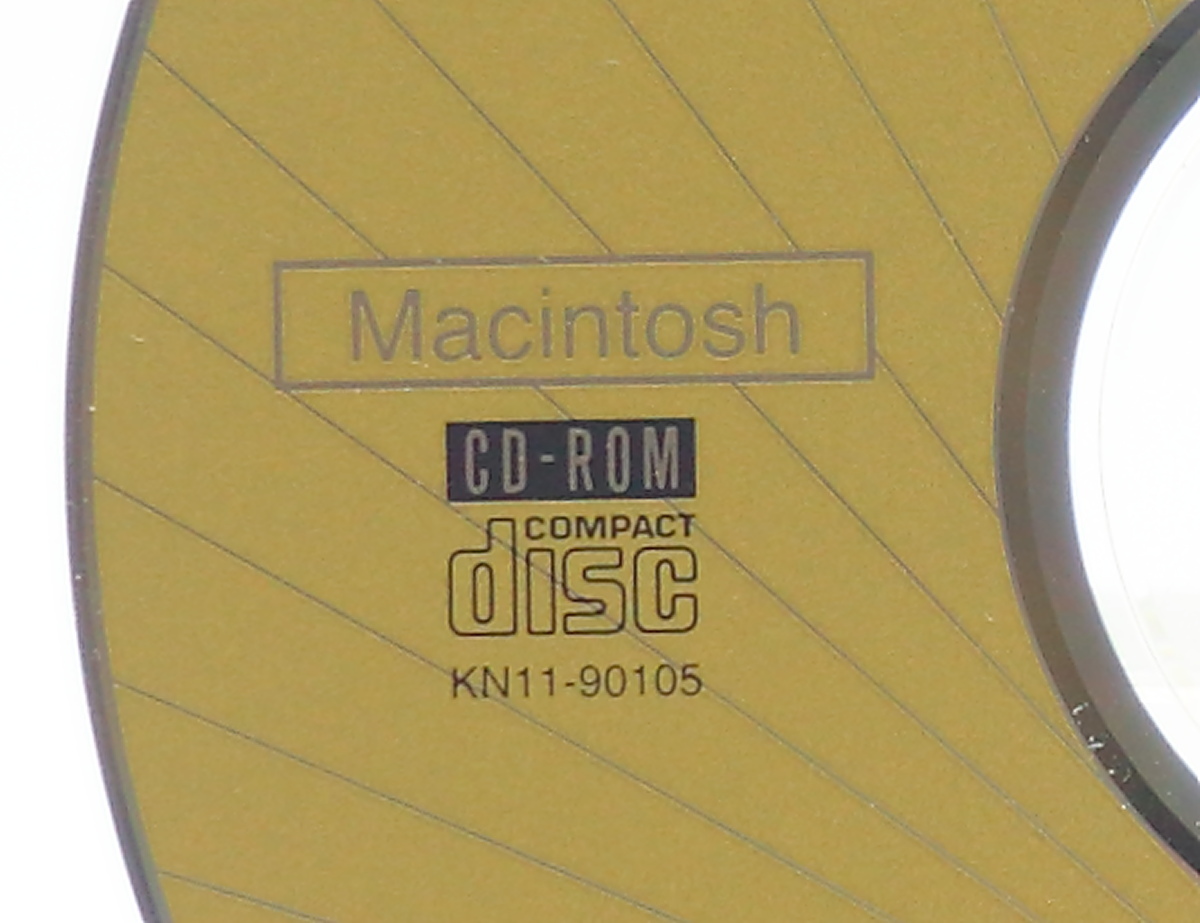 Macintosh
CD-ROM
COMPACT
disc
KN11-90105